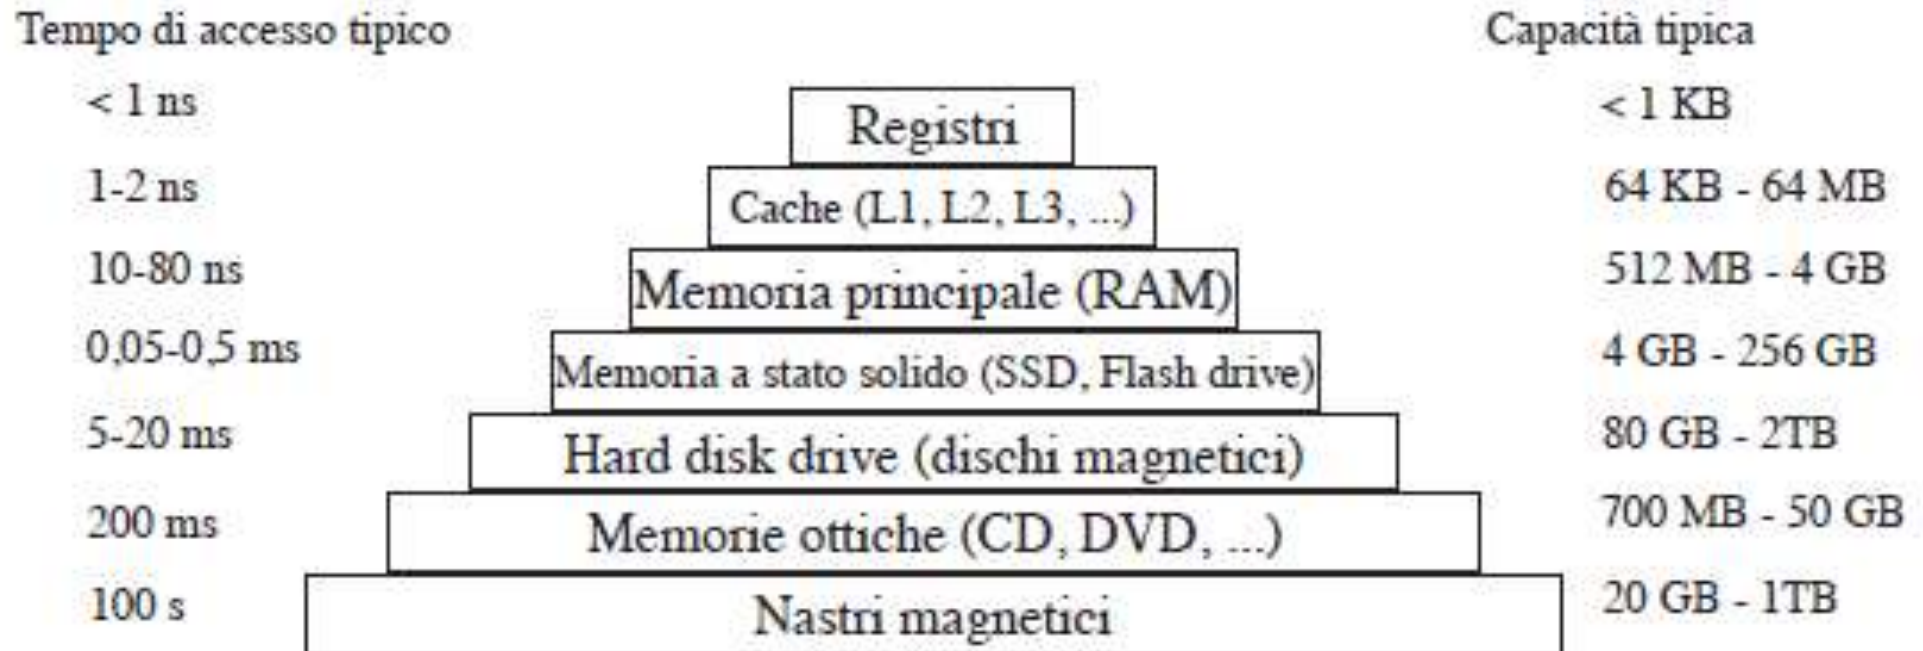 Tempo di accesso tipico
Capacità tipica
< 1 ns
Registri
< 1 KB
1-2 ns
Cache (L1, L2, L3, ...)
64 KB - 64 MB
10-80 ns
Memoria principale (RAM)
512 MB - 4 GB
0,05-0,5 ms
Memoria a stato solido (SSD, Flash drive)
4 GB - 256 GB
5-20 ms
Hard disk drive (dischi magnetici)
80 GB - 2TB
200 ms
Memorie ottiche (CD, DVD, ...)
700 MB - 50 GB
100 s
Nastri magnetici
20 GB - 1TB